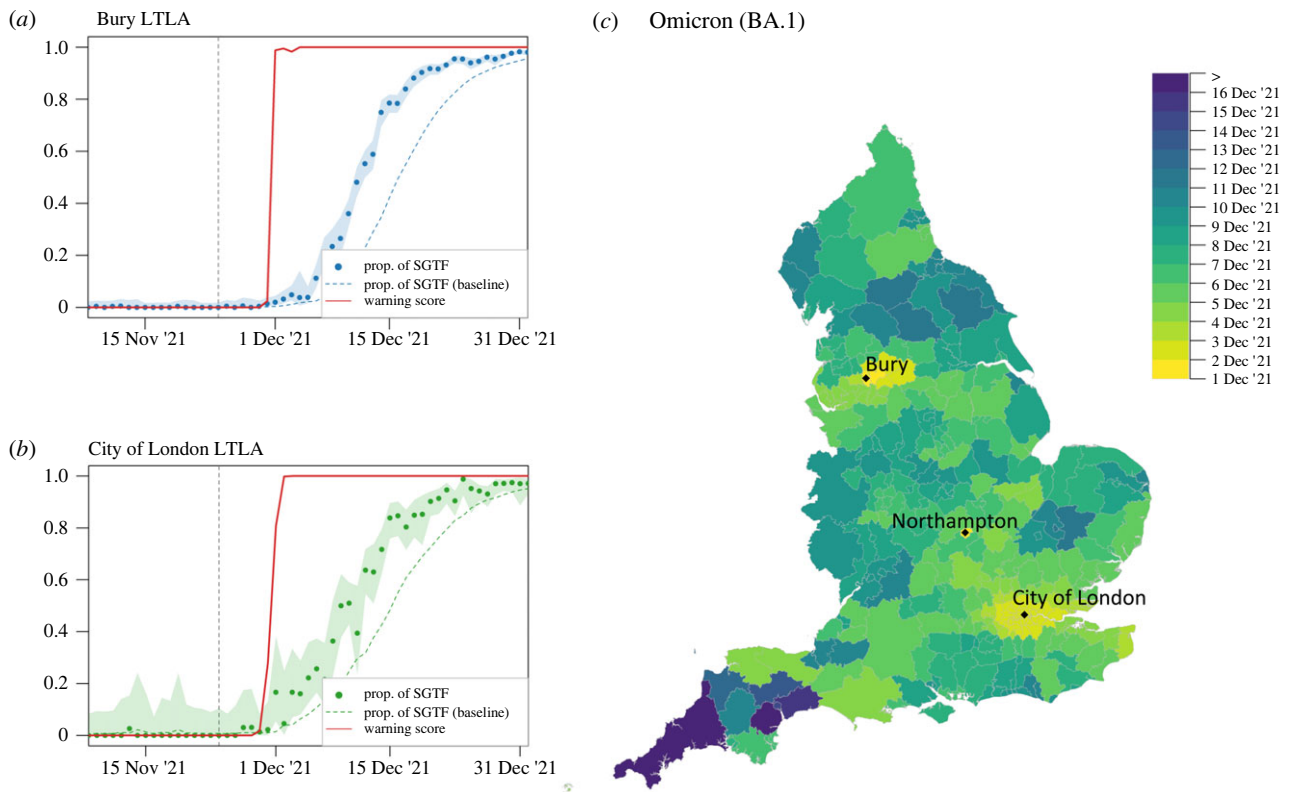 (a) Bury LTLA
1.0
0.8
0.6
0.4
0.2
0
prop. of SGTF
prop. of SGTF (baseline)
warning score
15 Nov '21 1 Dec '21 15 Dec '21 31 Dec '21
(b) City of London LTLA
1.0
0.8
0.6
0.4
0.2
0
prop. of SGTF
prop. of SGTF (baseline)
warning score
15 Nov '21 1 Dec '21 15 Dec '21 31 Dec '21
(c) Omicron (BA.1)
>
16 Dec '21
15 Dec '21
14 Dec '21
13 Dec '21
12 Dec '21
11 Dec '21
10 Dec '21
9 Dec '21
8 Dec '21
7 Dec '21
6 Dec '21
5 Dec '21
4 Dec '21
3 Dec '21
2 Dec '21
1 Dec '21
Bury
Northampton
City of London